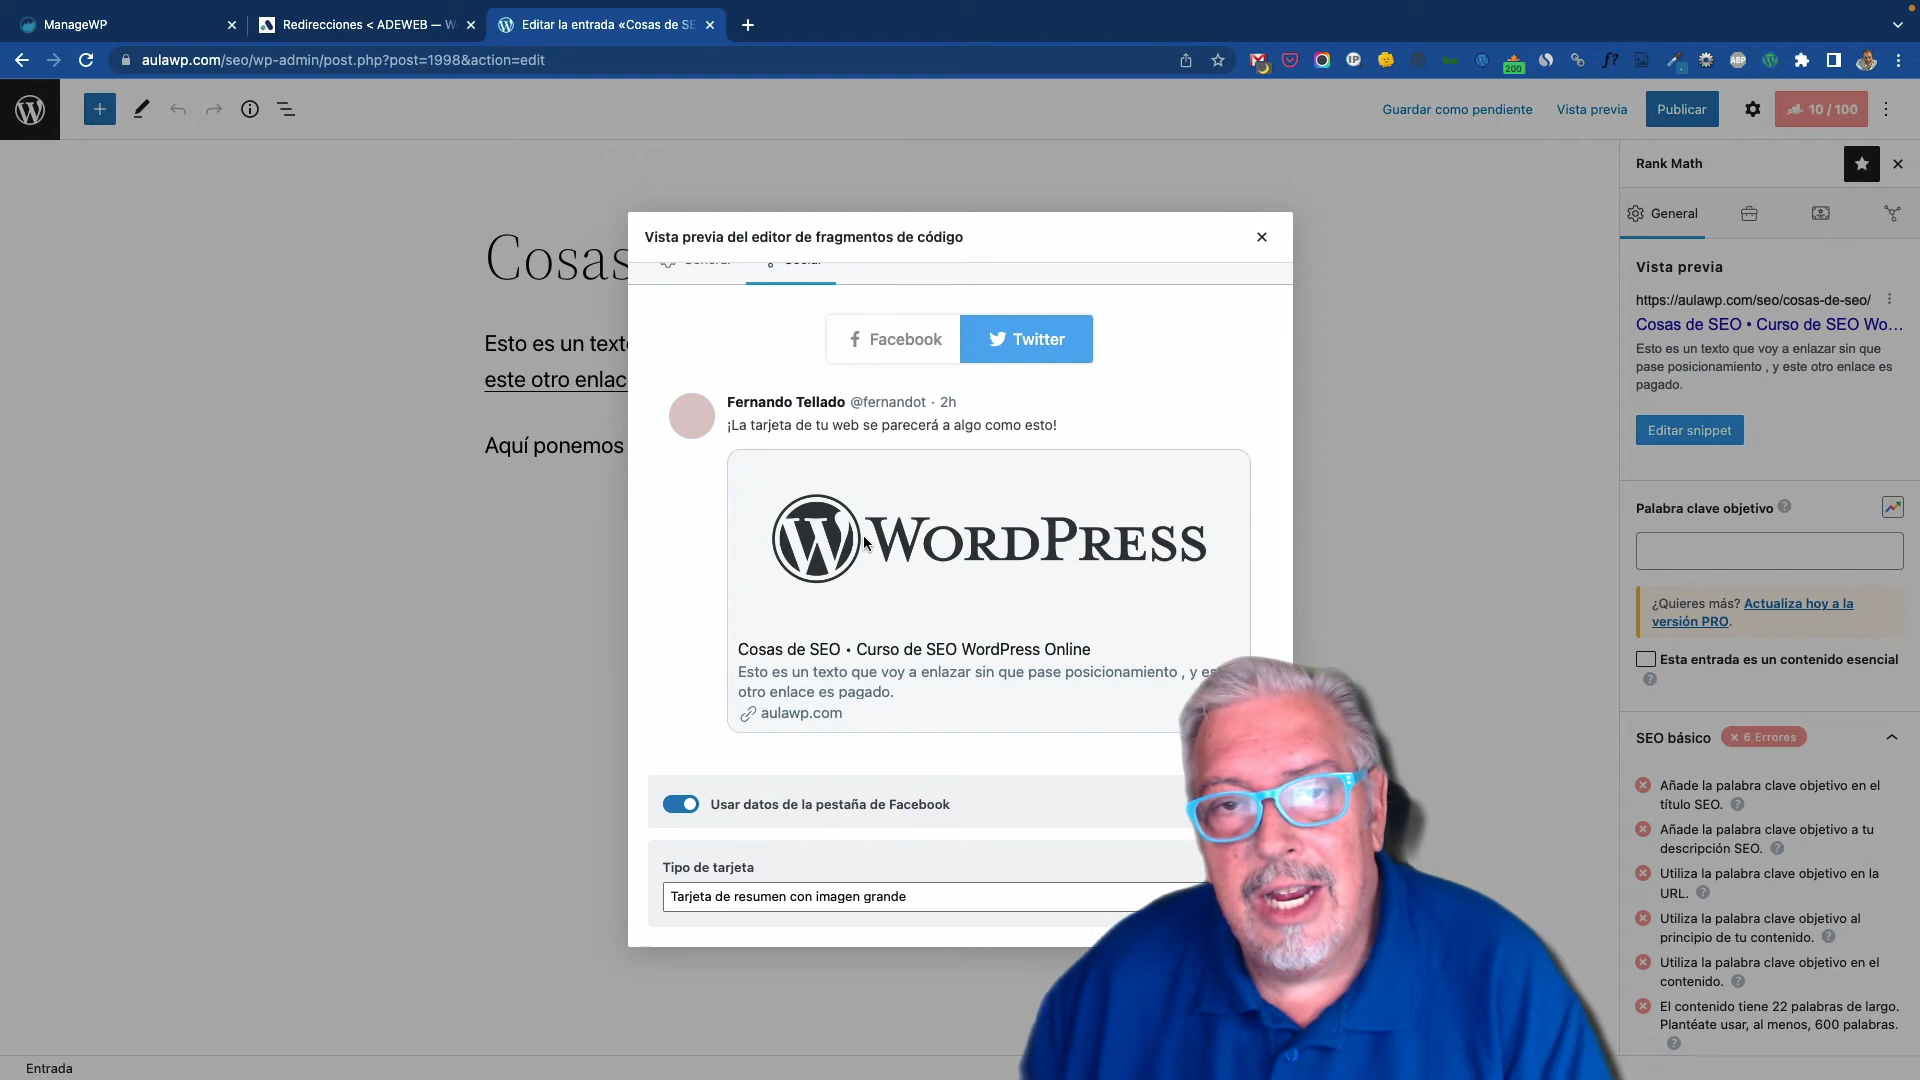 ManageWP
Redirecciones < ADEWEB — W
Editar la entrada «Cosas de SE
aulawp.com/seo/wp-admin/post.php?post=1998&action=edit
200
ABP
Guardar como pendiente
Vista previa
Publicar
10 / 100
Cosas
Esto es un texto
este otro enlac
Aquí ponemos
Vista previa del editor de fragmentos de código
General
Social
Facebook
Twitter
Fernando Tellado @fernandot · 2h
¡La tarjeta de tu web se parecerá a algo como esto!
WORDPRESS
Cosas de SEO • Curso de SEO WordPress Online
Esto es un texto que voy a enlazar sin que pase posicionamiento , y es
otro enlace es pagado.
aulawp.com
Usar datos de la pestaña de Facebook
Tipo de tarjeta
Tarjeta de resumen con imagen grande
Rank Math
General
Vista previa
https://aulawp.com/seo/cosas-de-seo/
Cosas de SEO • Curso de SEO Wo...
Esto es un texto que voy a enlazar sin que
pase posicionamiento , y este otro enlace es
pagado.
Editar snippet
Palabra clave objetivo
¿Quieres más? Actualiza hoy a la
versión PRO.
Esta entrada es un contenido esencial
SEO básico
6 Errores
Añade la palabra clave objetivo en el
título SEO.
Añade la palabra clave objetivo a tu
descripción SEO.
Utiliza la palabra clave objetivo en la
URL.
Utiliza la palabra clave objetivo al
principio de tu contenido.
Utiliza la palabra clave objetivo en el
contenido.
El contenido tiene 22 palabras de largo.
Plantéate usar, al menos, 600 palabras.
Entrada